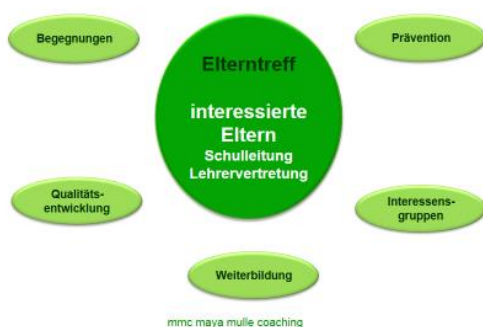 Begegnungen
Prävention
Elterntreff
interessierte
Eltern
Schulleitung
Lehrervertretung
Qualitäts-
entwicklung
Interessens-
gruppen
Weiterbildung
mmc maya mulle coaching